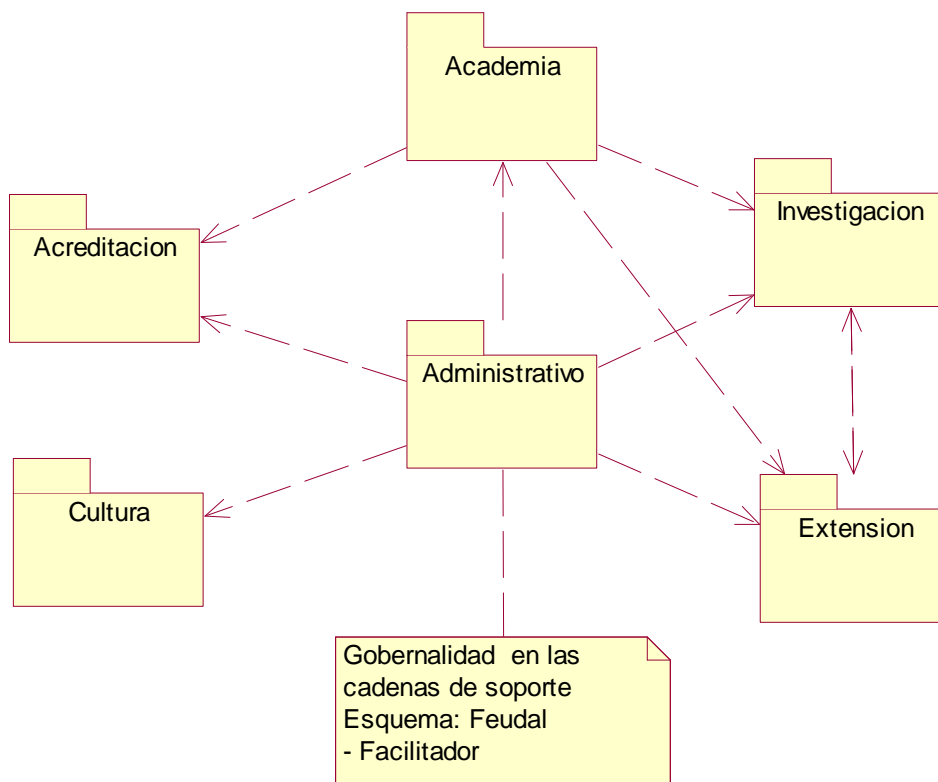 Academia
Investigacion
Acreditacion
Administrativo
Cultura
Extension
Gobernalidad en las
cadenas de soporte
Esquema: Feudal
- Facilitador